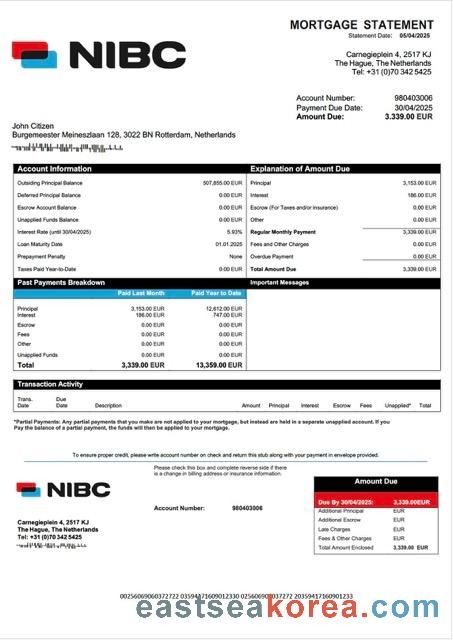 MORTGAGE STATEMENT
Statement Date: 05/04/2025
NIBC
Carnegieplein 4, 2517 KJ
The Hague, The Netherlands
Tel: +31 (0)70 342 5425
Account Number: 980403006
Payment Due Date: 30/04/2025
Amount Due: 3.339.00 EUR
John Citizen
Burgemeester Meineszlaan 128, 3022 BN Rotterdam, Netherlands
Account Information
Outsiding Principal Balance 507,855.00 EUR
Deferred Principal Balance 0.00 EUR
Escrow Account Balance 0.00 EUR
Unapplied Funds Balance 0.00 EUR
Interest Rate (until 30/04/2025) 5.93%
Loan Maturity Date 01.01.2025
Prepayment Penalty None
Taxes Paid Year-to-Date 0.00 EUR
Explanation of Amount Due
Principal 3,153.00 EUR
Interest 186.00 EUR
Escrow (For Taxes and/or insurance) 0.00 EUR
Other 0.00 EUR
Regular Monthly Payment 3,339.00 EUR
Fees and Other Charges 0.00 EUR
Overdue Payment 0.00 EUR
Total Amount Due 3,339.00 EUR
Past Payments Breakdown
Paid Last Month Paid Year to Date
Principal 3,153.00 EUR 12,612.00 EUR
Interest 186.00 EUR 747.00 EUR
Escrow 0.00 EUR 0.00 EUR
Fees 0.00 EUR 0.00 EUR
Other 0.00 EUR 0.00 EUR
Unapplied Funds 0.00 EUR 0.00 EUR
Total 3,339.00 EUR 13,359.00 EUR
Important Messages
Transaction Activity
Trans. Date Due Date Description Amount Principal Interest Escrow Fees Unapplied* Total
*Partial Payments: Any partial payments that you make are not applied to your mortgage, but instead are held in a separate unapplied account. If you
Pay the balance of a partial payment, the funds will then be applied to your mortgage.
To ensure proper credit, please write account number on check and return this stub along with your payment in envelope provided.
Please check this box and complete reverse side if there
is a change in billing address or insurance information.
NIBC
Account Number: 980403006
Carnegieplein 4, 2517 KJ
The Hague, The Netherlands
Tel: +31 (0)70 342 5425
Amount Due
Due By 30/04/2025: 3,339.00EUR
Additional Principal EUR
Additional Escrow EUR
Late Charges EUR
Fees & Other Charges EUR
Total Amount Enclosed 3,339.00 EUR
eastseakorea.com